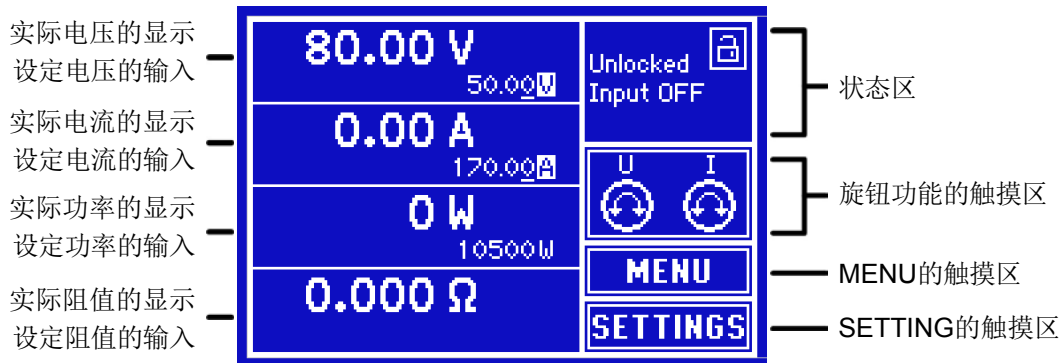 实际电压的显示
设定电压的输入
实际电流的显示
设定电流的输入
实际功率的显示
设定功率的输入
实际阻值的显示
设定阻值的输入
80.00 V
50.00V
0.00 A
170.00A
0 W
10500W
0.000 Ω
Unlocked
Input OFF
U I
MENU
SETTINGS
状态区
旋钮功能的触摸区
MENU的触摸区
SETTING的触摸区